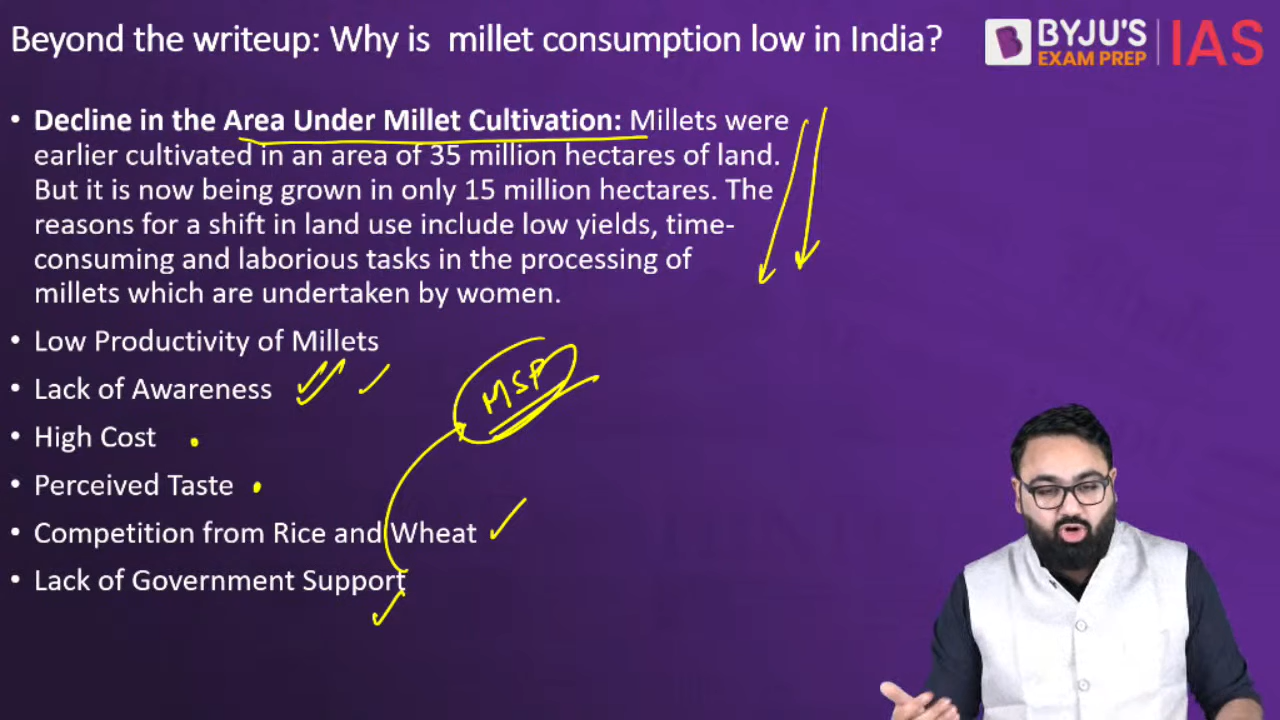 Beyond the writeup: Why is millet consumption low in India?
BYJU'S
EXAM PREP
IAS
• Decline in the Area Under Millet Cultivation: Millets were
earlier cultivated in an area of 35 million hectares of land.
But it is now being grown in only 15 million hectares. The
reasons for a shift in land use include low yields, time-
consuming and laborious tasks in the processing of
millets which are undertaken by women.
• Low Productivity of Millets
• Lack of Awareness
MSP
• High Cost
• Perceived Taste
• Competition from Rice and Wheat
• Lack of Government Support